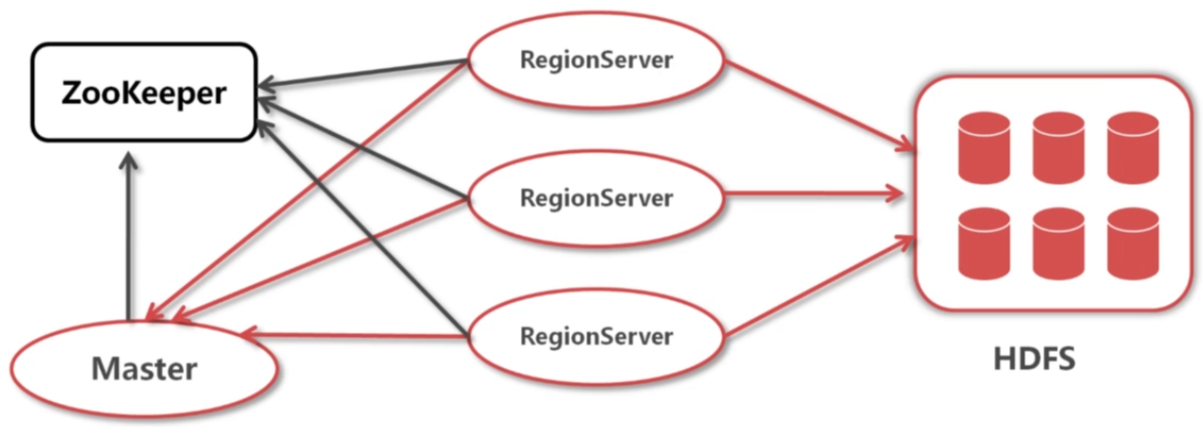 ZooKeeper
RegionServer
RegionServer
RegionServer
Master
HDFS